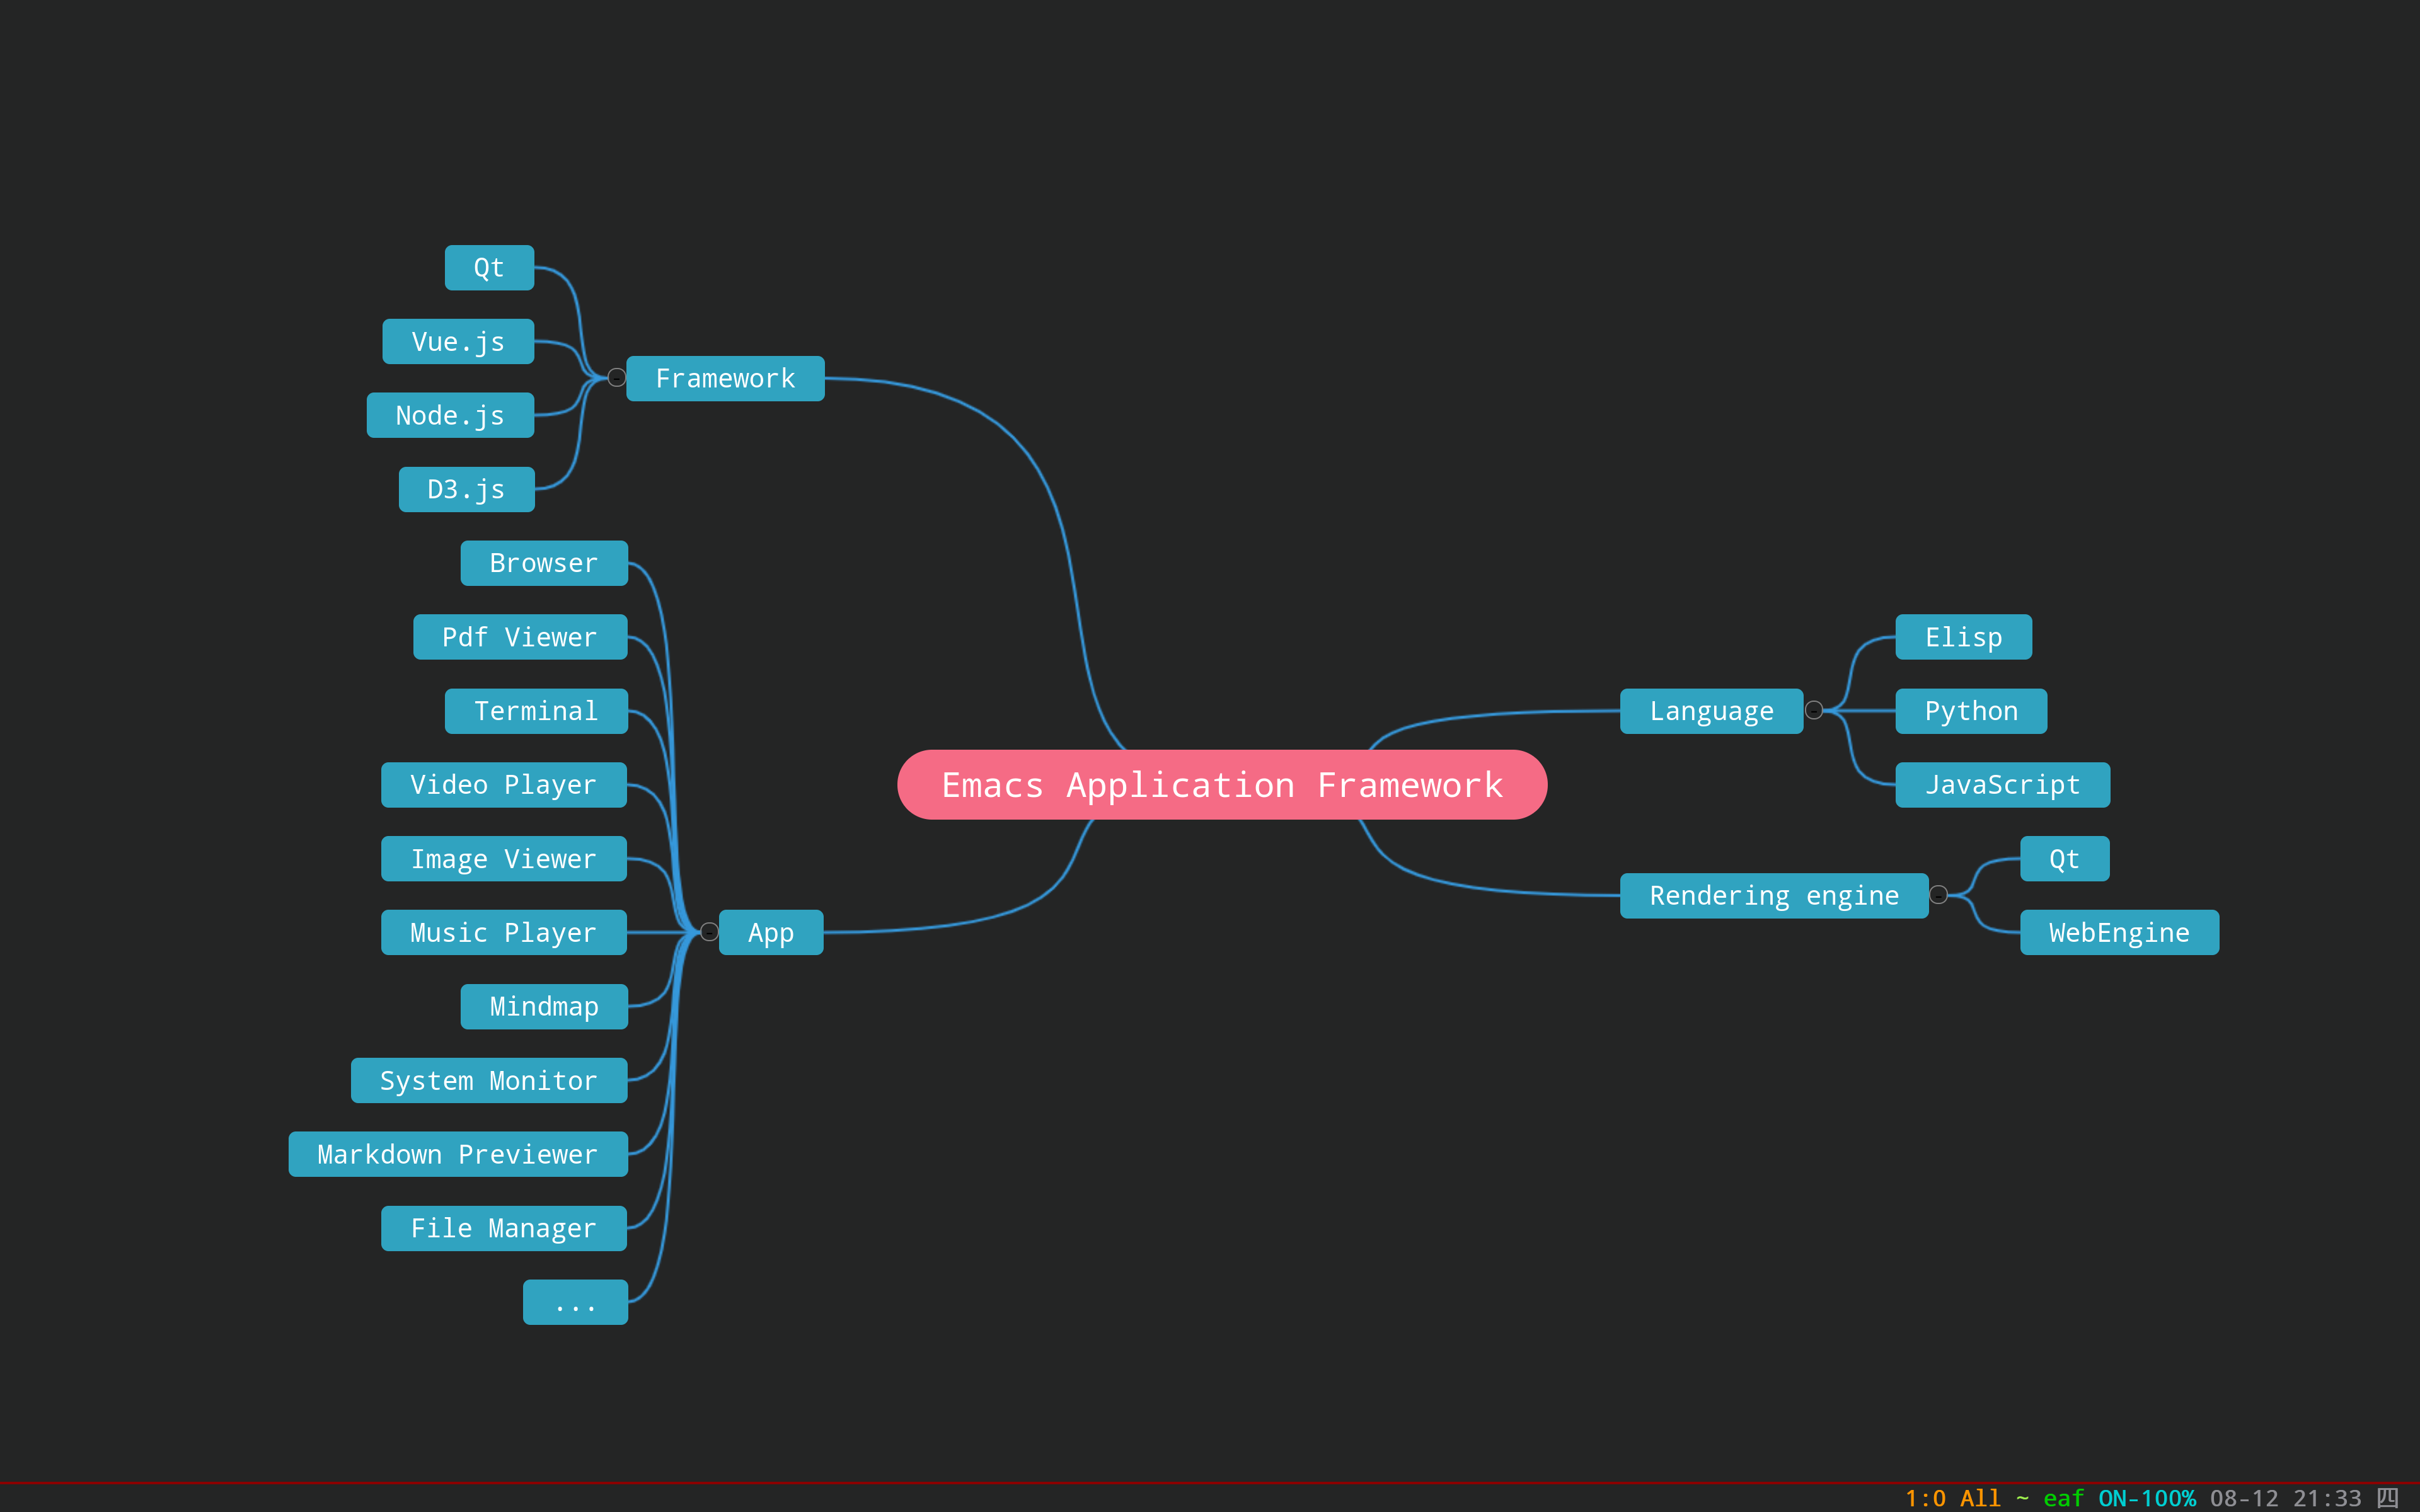 Qt
Vue.js
Node.js
D3.js
Framework
Browser
Pdf Viewer
Terminal
Video Player
Image Viewer
Music Player
Mindmap
System Monitor
Markdown Previewer
File Manager
...
App
Emacs Application Framework
Language
Elisp
Python
JavaScript
Rendering engine
Qt
WebEngine
1:0 All ~ eaf ON-100% 08-12 21:33 四